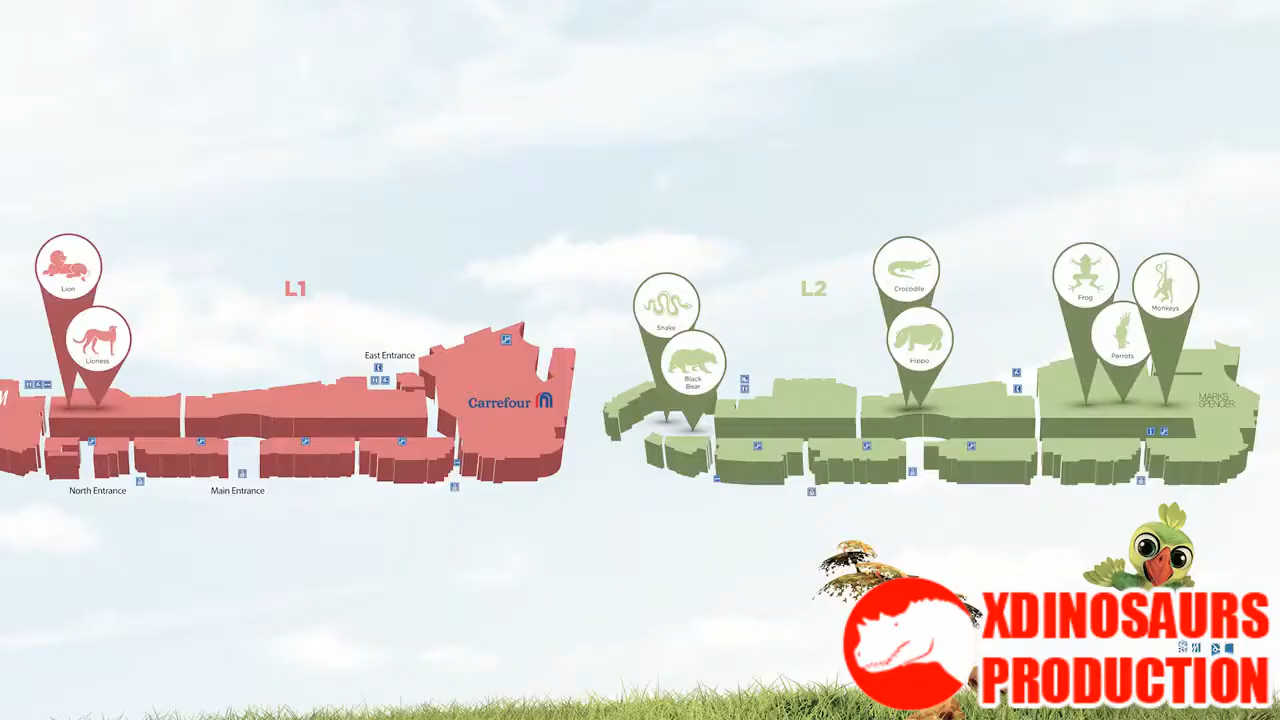 L1
L2
Lion
Lioness
Snake
Black
Bear
Crocodile
Hippo
Frog
Parrots
Monkeys
East Entrance
Carrefour
MARKS&
SPENCER
North Entrance
Main Entrance
XDINOSAURS
PRODUCTION